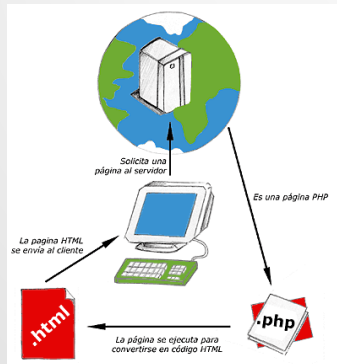 Solicita una
página al servidor
Es una página PHP
La pagina HTML
se envía al cliente
.html
.php
La página se ejecuta para
convertirse en código HTML